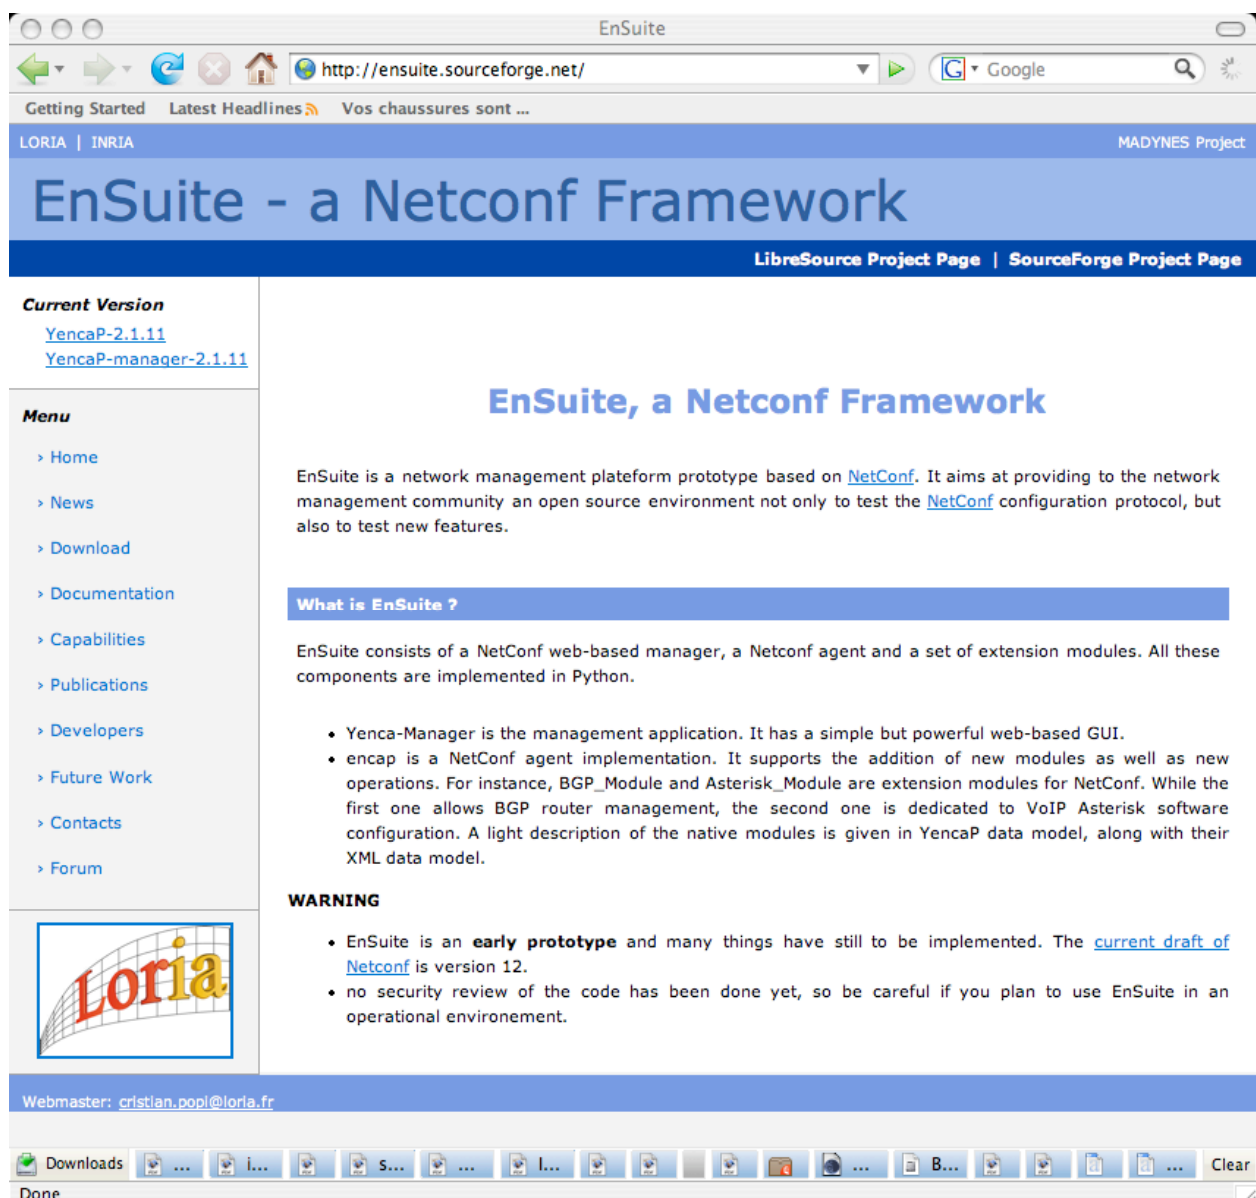 EnSuite
http://ensuite.sourceforge.net/
G
Google
Getting Started Latest Headlines Vos chaussures sont ...
LORIA | INRIA
MADYNES Project
EnSuite - a Netconf Framework
LibreSource Project Page | SourceForge Project Page
Current Version
YencaP-2.1.11
YencaP-manager-2.1.11
Menu
› Home
› News
› Download
› Documentation
› Capabilities
› Publications
› Developers
› Future Work
› Contacts
› Forum
Loria
EnSuite, a Netconf Framework
EnSuite is a network management plateform prototype based on NetConf. It aims at providing to the network
management community an open source environment not only to test the NetConf configuration protocol, but
also to test new features.
What is EnSuite ?
EnSuite consists of a NetConf web-based manager, a Netconf agent and a set of extension modules. All these
components are implemented in Python.
• Yenca-Manager is the management application. It has a simple but powerful web-based GUI.
• encap is a NetConf agent implementation. It supports the addition of new modules as well as new
operations. For instance, BGP_Module and Asterisk_Module are extension modules for NetConf. While the
first one allows BGP router management, the second one is dedicated to VoIP Asterisk software
configuration. A light description of the native modules is given in YencaP data model, along with their
XML data model.
WARNING
• EnSuite is an early prototype and many things have still to be implemented. The current draft of
Netconf is version 12.
• no security review of the code has been done yet, so be careful if you plan to use EnSuite in an
operational environement.
Webmaster: cristian.popi@loria.fr
Downloads ... i... s... ... l... ... B... ... Clear
Done